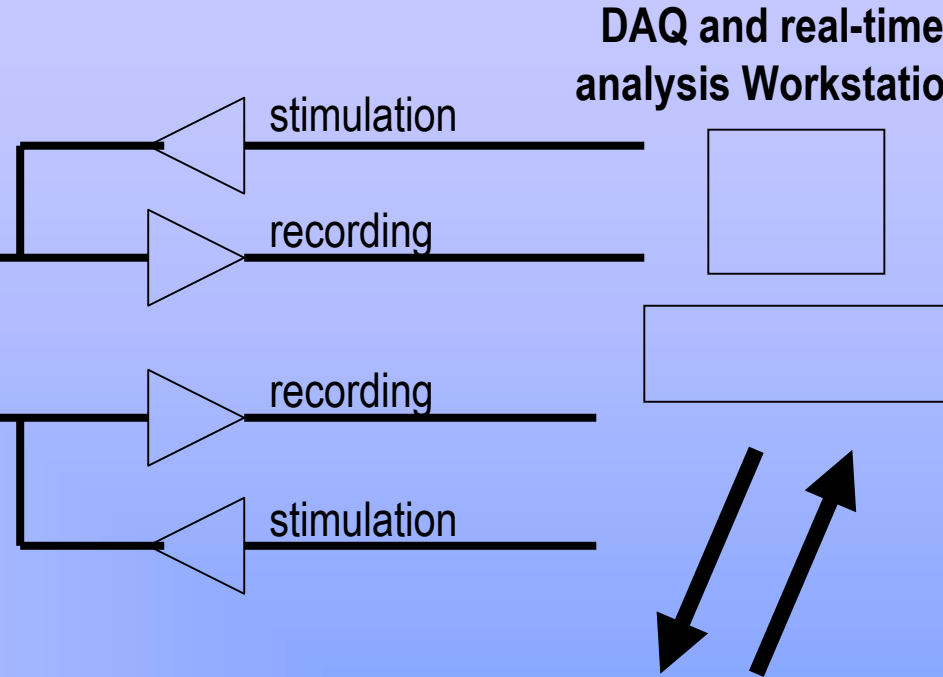 DAQ and real-time
analysis Workstatio
stimulation
recording
recording
stimulation